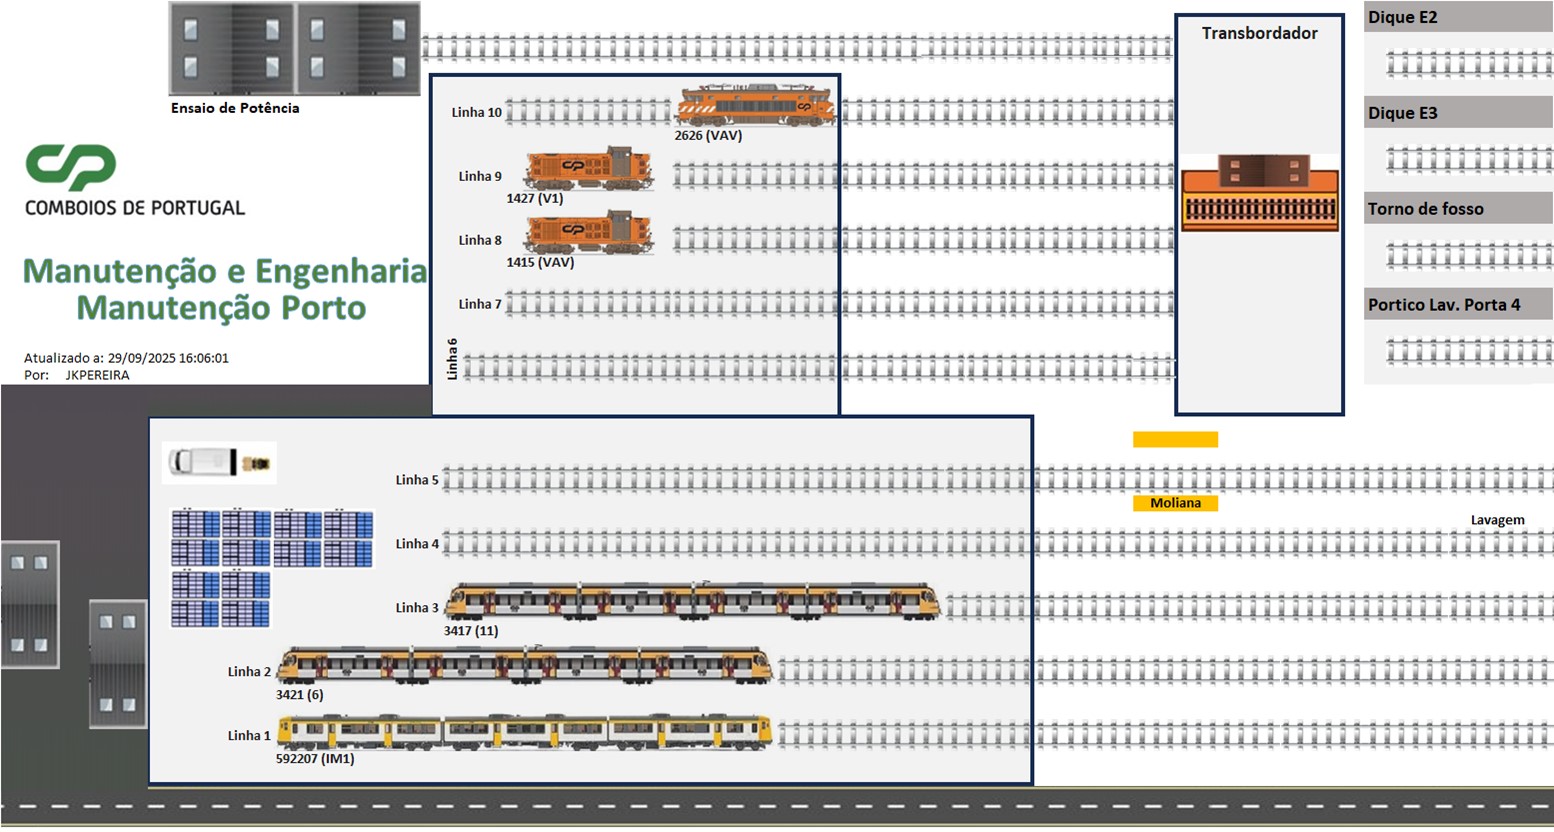 Ensaio de Potência
CP
COMBOIOS DE PORTUGAL
Manutenção e Engenharia
Manutenção Porto
Atualizado a: 29/09/2025 16:06:01
Por: JKPEREIRA
Linha 10
2626 (VAV)
Linha 9
1427 (V1)
Linha 8
1415 (VAV)
Linha 7
Linha6
Transbordador
Dique E2
Dique E3
Torno de fosso
Portico Lav. Porta 4
Linha 5
Moliana
Lavagem
Linha 4
Linha 3
3417 (11)
Linha 2
3421 (6)
Linha 1
592207 (IM1)